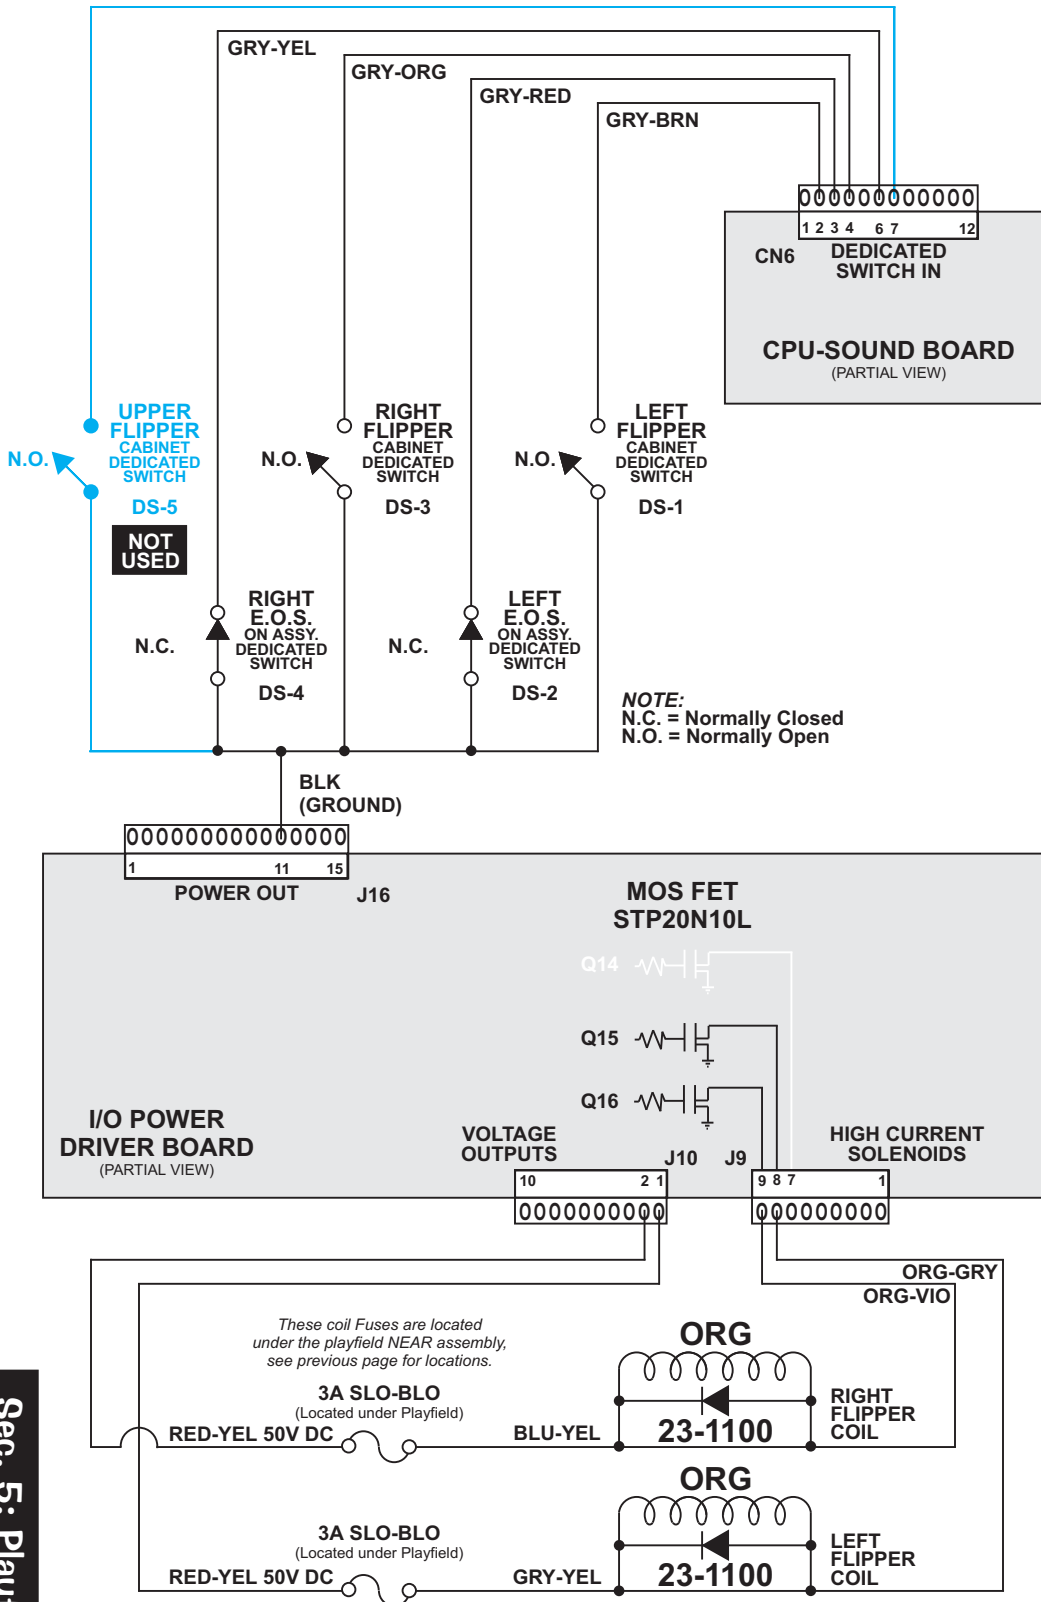 GRY-YEL
GRY-ORG
GRY-RED
GRY-BRN
1 2 3 4 6 7 12
CN6
DEDICATED
SWITCH IN
CPU-SOUND BOARD
(PARTIAL VIEW)
UPPER
FLIPPER
CABINET
DEDICATED
SWITCH
N.O.
DS-5
NOT
USED
RIGHT
FLIPPER
CABINET
DEDICATED
SWITCH
N.O.
DS-3
LEFT
FLIPPER
CABINET
DEDICATED
SWITCH
N.O.
DS-1
RIGHT
E.O.S.
ON ASSY.
DEDICATED
SWITCH
N.C.
DS-4
LEFT
E.O.S.
ON ASSY.
DEDICATED
SWITCH
N.C.
DS-2
NOTE:
N.C. = Normally Closed
N.O. = Normally Open
BLK
(GROUND)
1 11 15
POWER OUT
J16
MOS FET
STP20N10L
Q14
Q15
Q16
I/O POWER
DRIVER BOARD
(PARTIAL VIEW)
VOLTAGE
OUTPUTS
J10
J9
HIGH CURRENT
SOLENOIDS
10 2 1
9 8 7 1
ORG-GRY
ORG-VIO
These coil Fuses are located
under the playfield NEAR assembly,
see previous page for locations.
3A SLO-BLO
(Located under Playfield)
RED-YEL 50V DC
BLU-YEL
ORG
23-1100
RIGHT
FLIPPER
COIL
3A SLO-BLO
(Located under Playfield)
RED-YEL 50V DC
GRY-YEL
ORG
23-1100
LEFT
FLIPPER
COIL
Sec. 5: